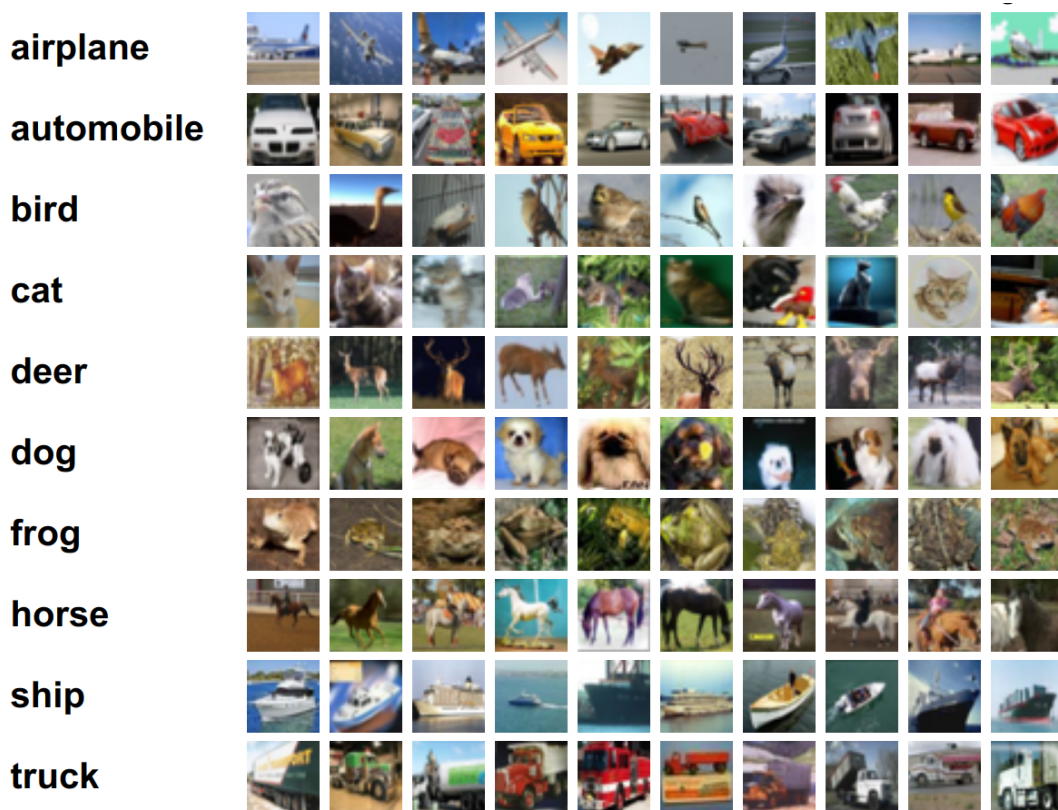 airplane
automobile
bird
cat
deer
dog
frog
horse
ship
truck